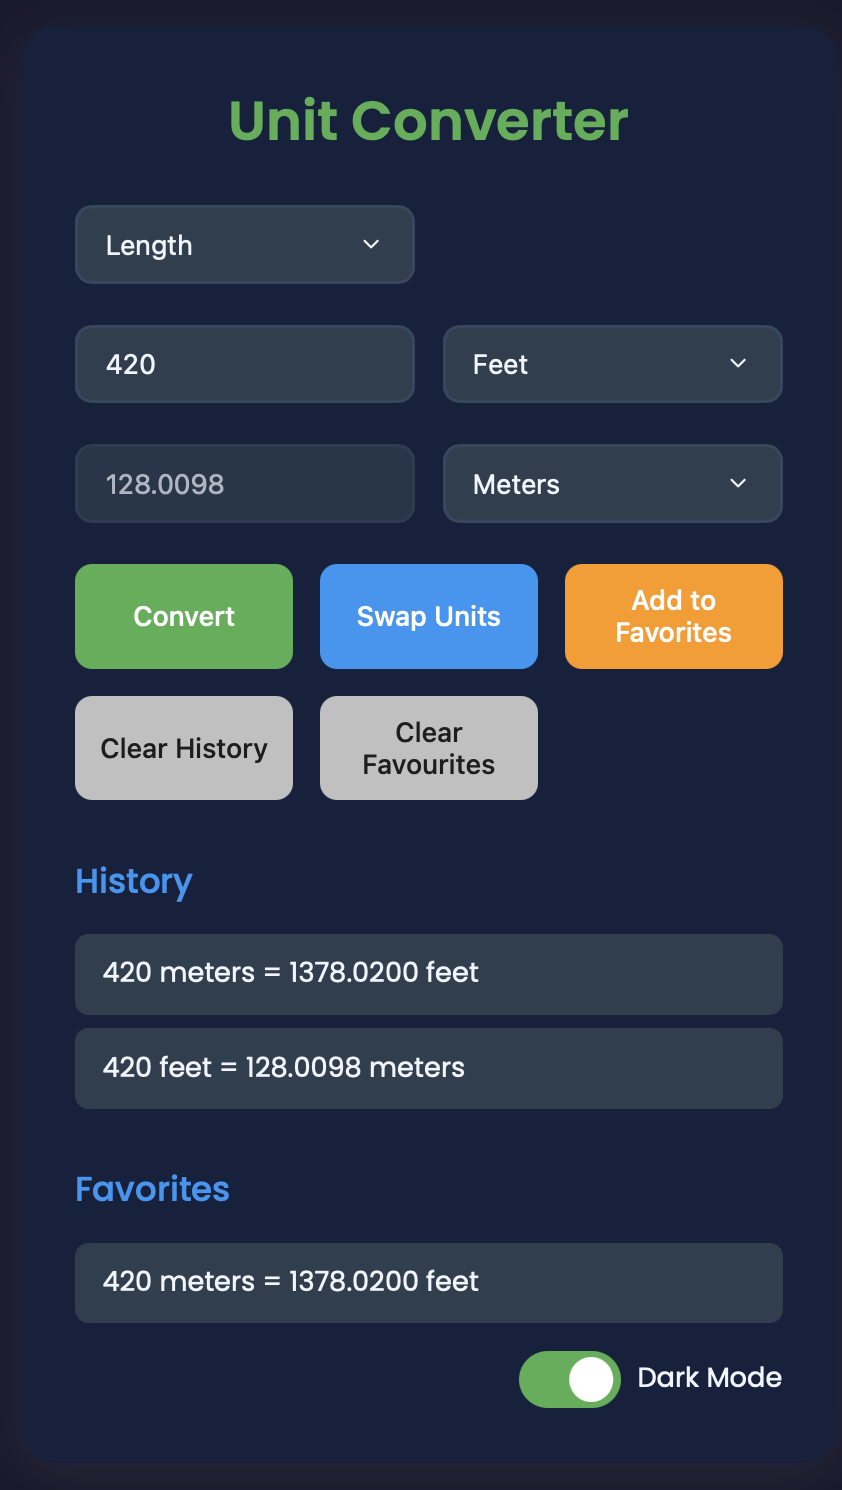 Unit Converter
Length
420
Feet
128.0098
Meters
Convert
Swap Units
Add to
Favorites
Clear History
Clear
Favourites
History
420 meters = 1378.0200 feet
420 feet = 128.0098 meters
Favorites
420 meters = 1378.0200 feet
Dark Mode